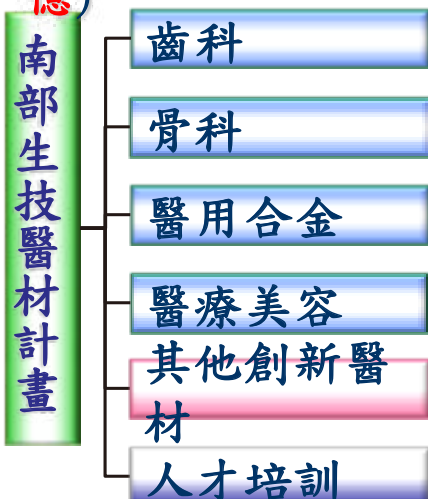 億)
南部生技醫材計畫
齒科
骨科
醫用合金
醫療美容
其他創新醫
材
人才培訓